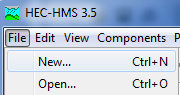 HEC-HMS 3.5
File Edit View Components
New... Ctrl+N
Open... Ctrl+O